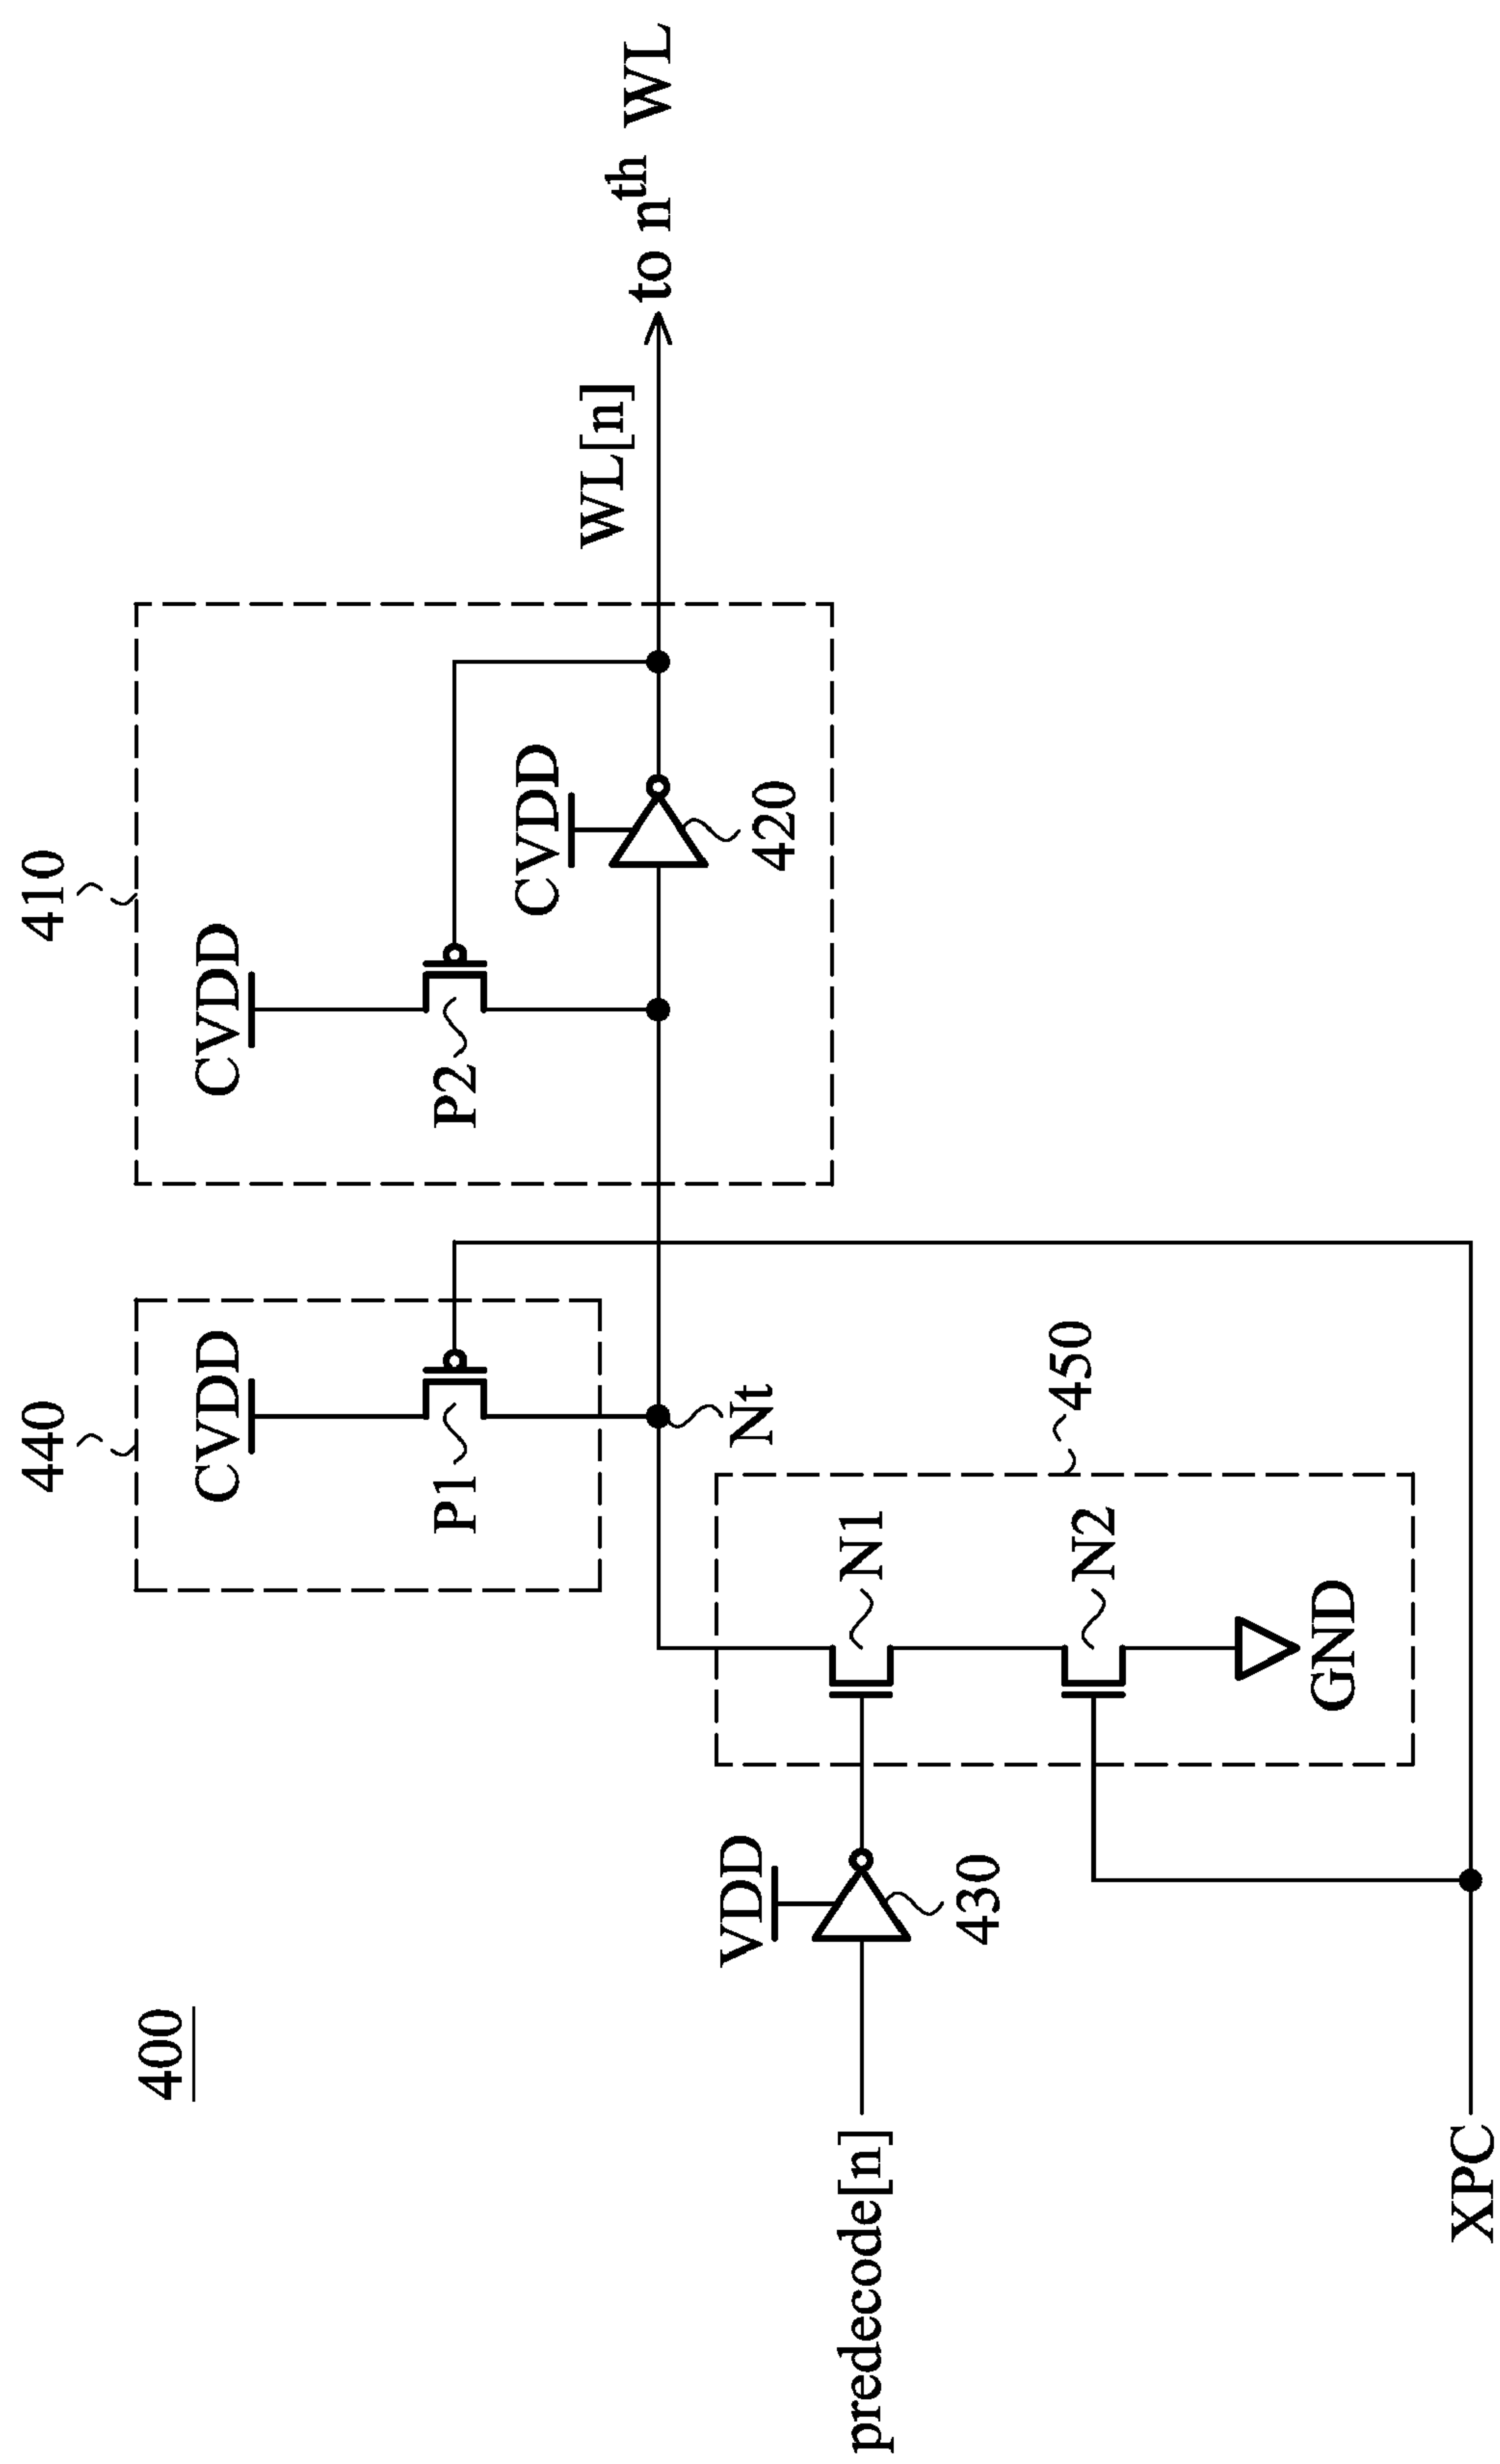 400
440
410
CVDD
CVDD
P1
P2
CVDD
WL[n]
to nth WL
420
Nt
VDD
predecode[n]
430
N1
450
N2
GND
XPC